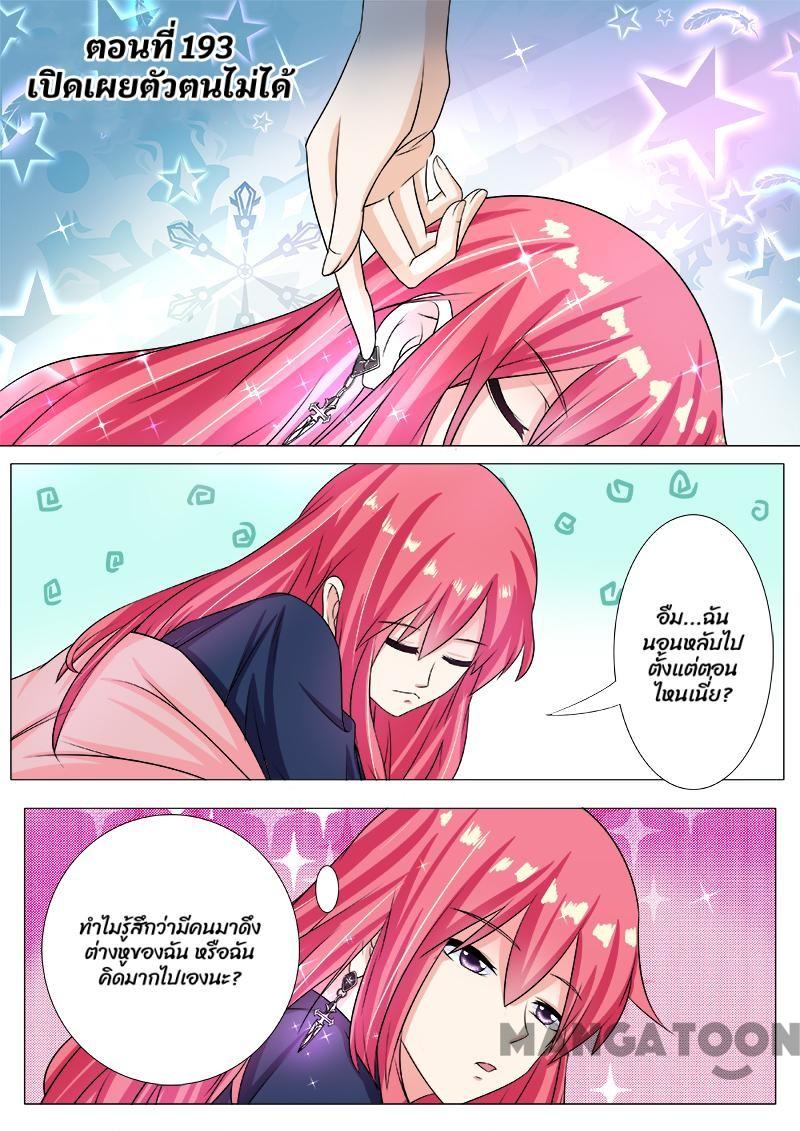 ตอนที่ 193
เปิดเผยตัวตนไม่ได้
อืม...ฉัน
นอนหลับไป
ตั้งแต่ตอน
ไหนเนี่ย?
ทำไมรู้สึกว่ามีคนมาดึง
ต่างหูของฉัน หรือฉัน
คิดมากไปเองนะ?
MANGATOON